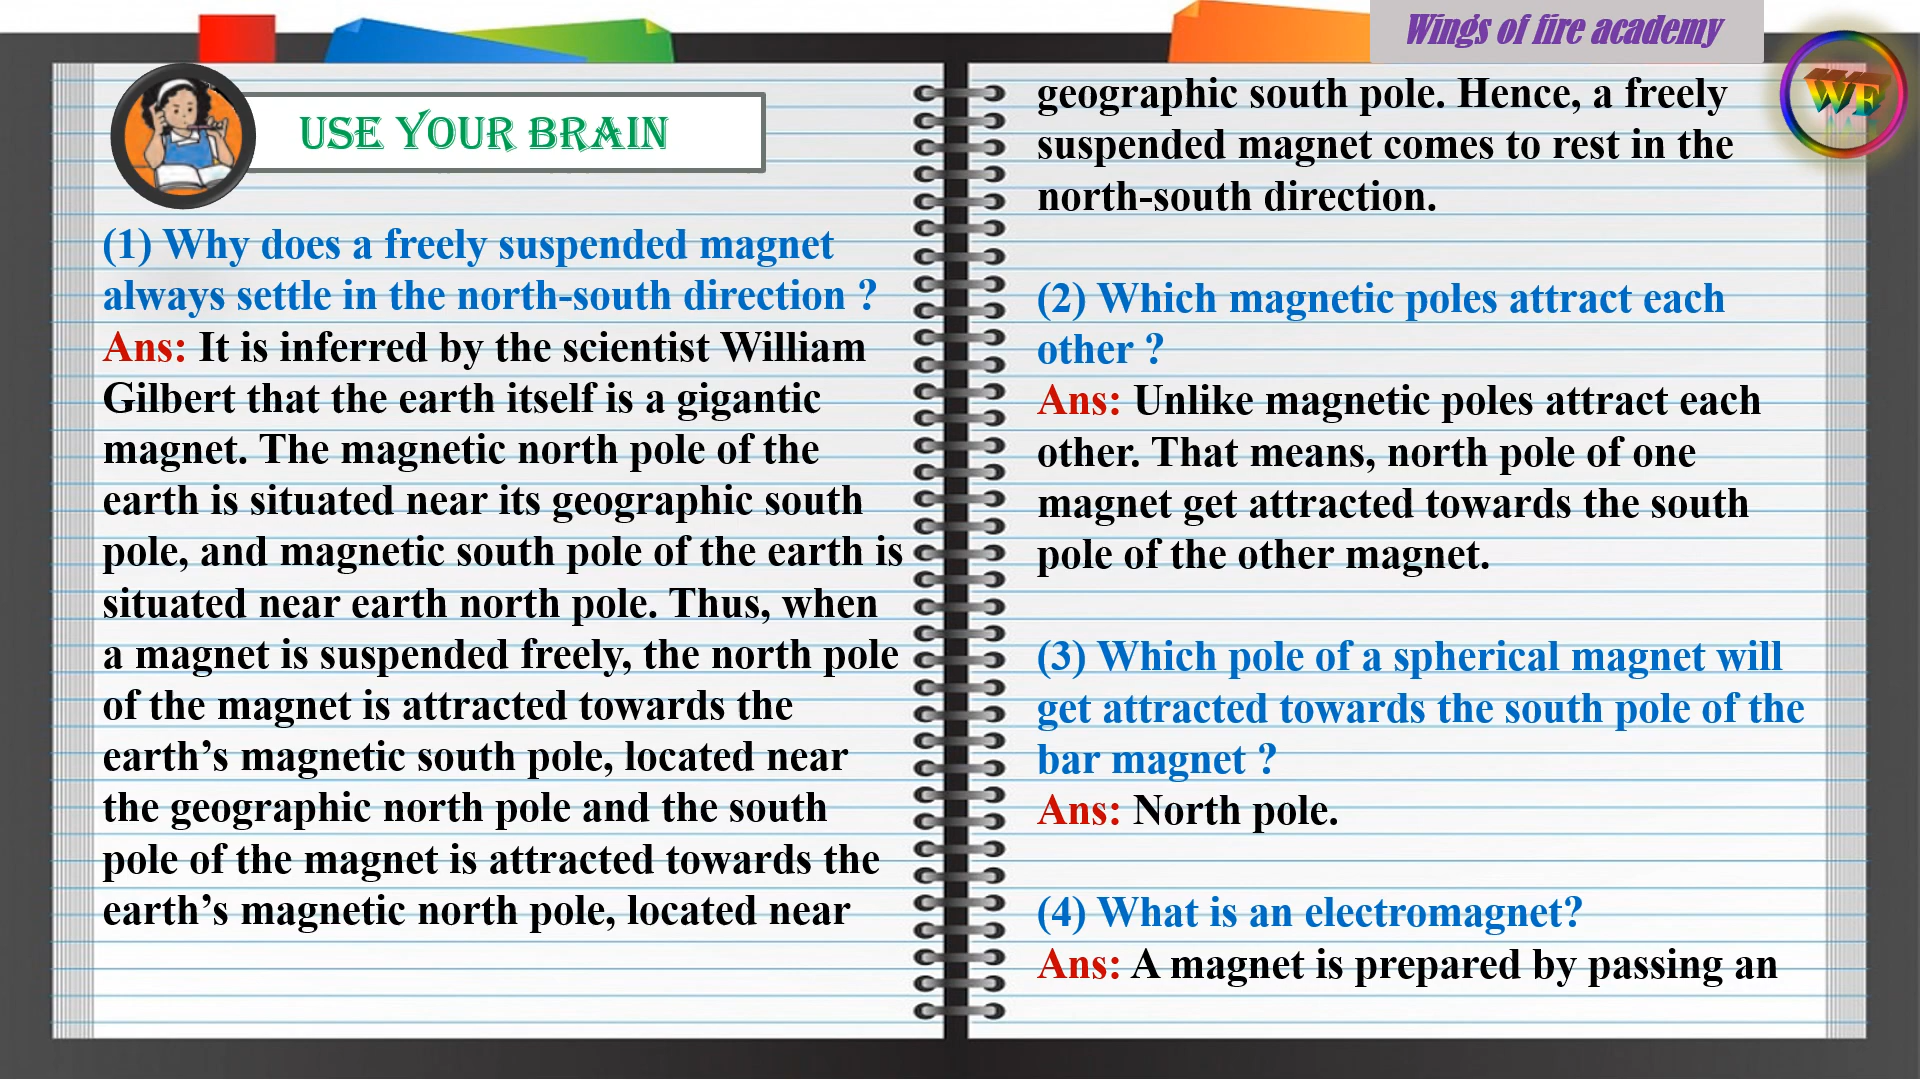 Wings of fire academy
WF
USE YOUR BRAIN
(1) Why does a freely suspended magnet
always settle in the north-south direction ?
Ans: It is inferred by the scientist William
Gilbert that the earth itself is a gigantic
magnet. The magnetic north pole of the
earth is situated near its geographic south
pole, and magnetic south pole of the earth is
situated near earth north pole. Thus, when
a magnet is suspended freely, the north pole
of the magnet is attracted towards the
earth’s magnetic south pole, located near
the geographic north pole and the south
pole of the magnet is attracted towards the
earth’s magnetic north pole, located near
geographic south pole. Hence, a freely
suspended magnet comes to rest in the
north-south direction.
(2) Which magnetic poles attract each
other ?
Ans: Unlike magnetic poles attract each
other. That means, north pole of one
magnet get attracted towards the south
pole of the other magnet.
(3) Which pole of a spherical magnet will
get attracted towards the south pole of the
bar magnet ?
Ans: North pole.
(4) What is an electromagnet?
Ans: A magnet is prepared by passing an